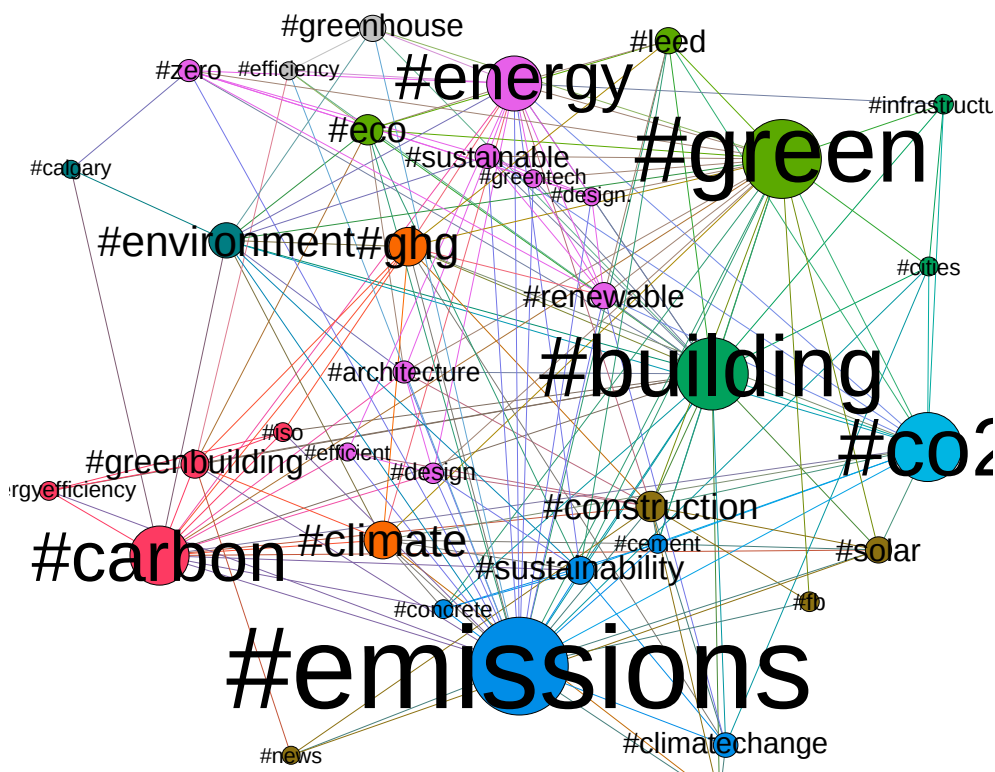 #greenhouse
#leed
#zero
#efficiency
#energy
#infrastructu
#eco
#green
#sustainable
#calgary
#greentech
#design.
#environment
#ghg
#cities
#renewable
#architecture
#building
#iso
#co2
#greenbuilding
#efficient
#design
ergyefficiency
#construction
#carbon
#climate
#cement
#solar
#sustainability
#concrete
#fb
#emissions
#climatechange
#news